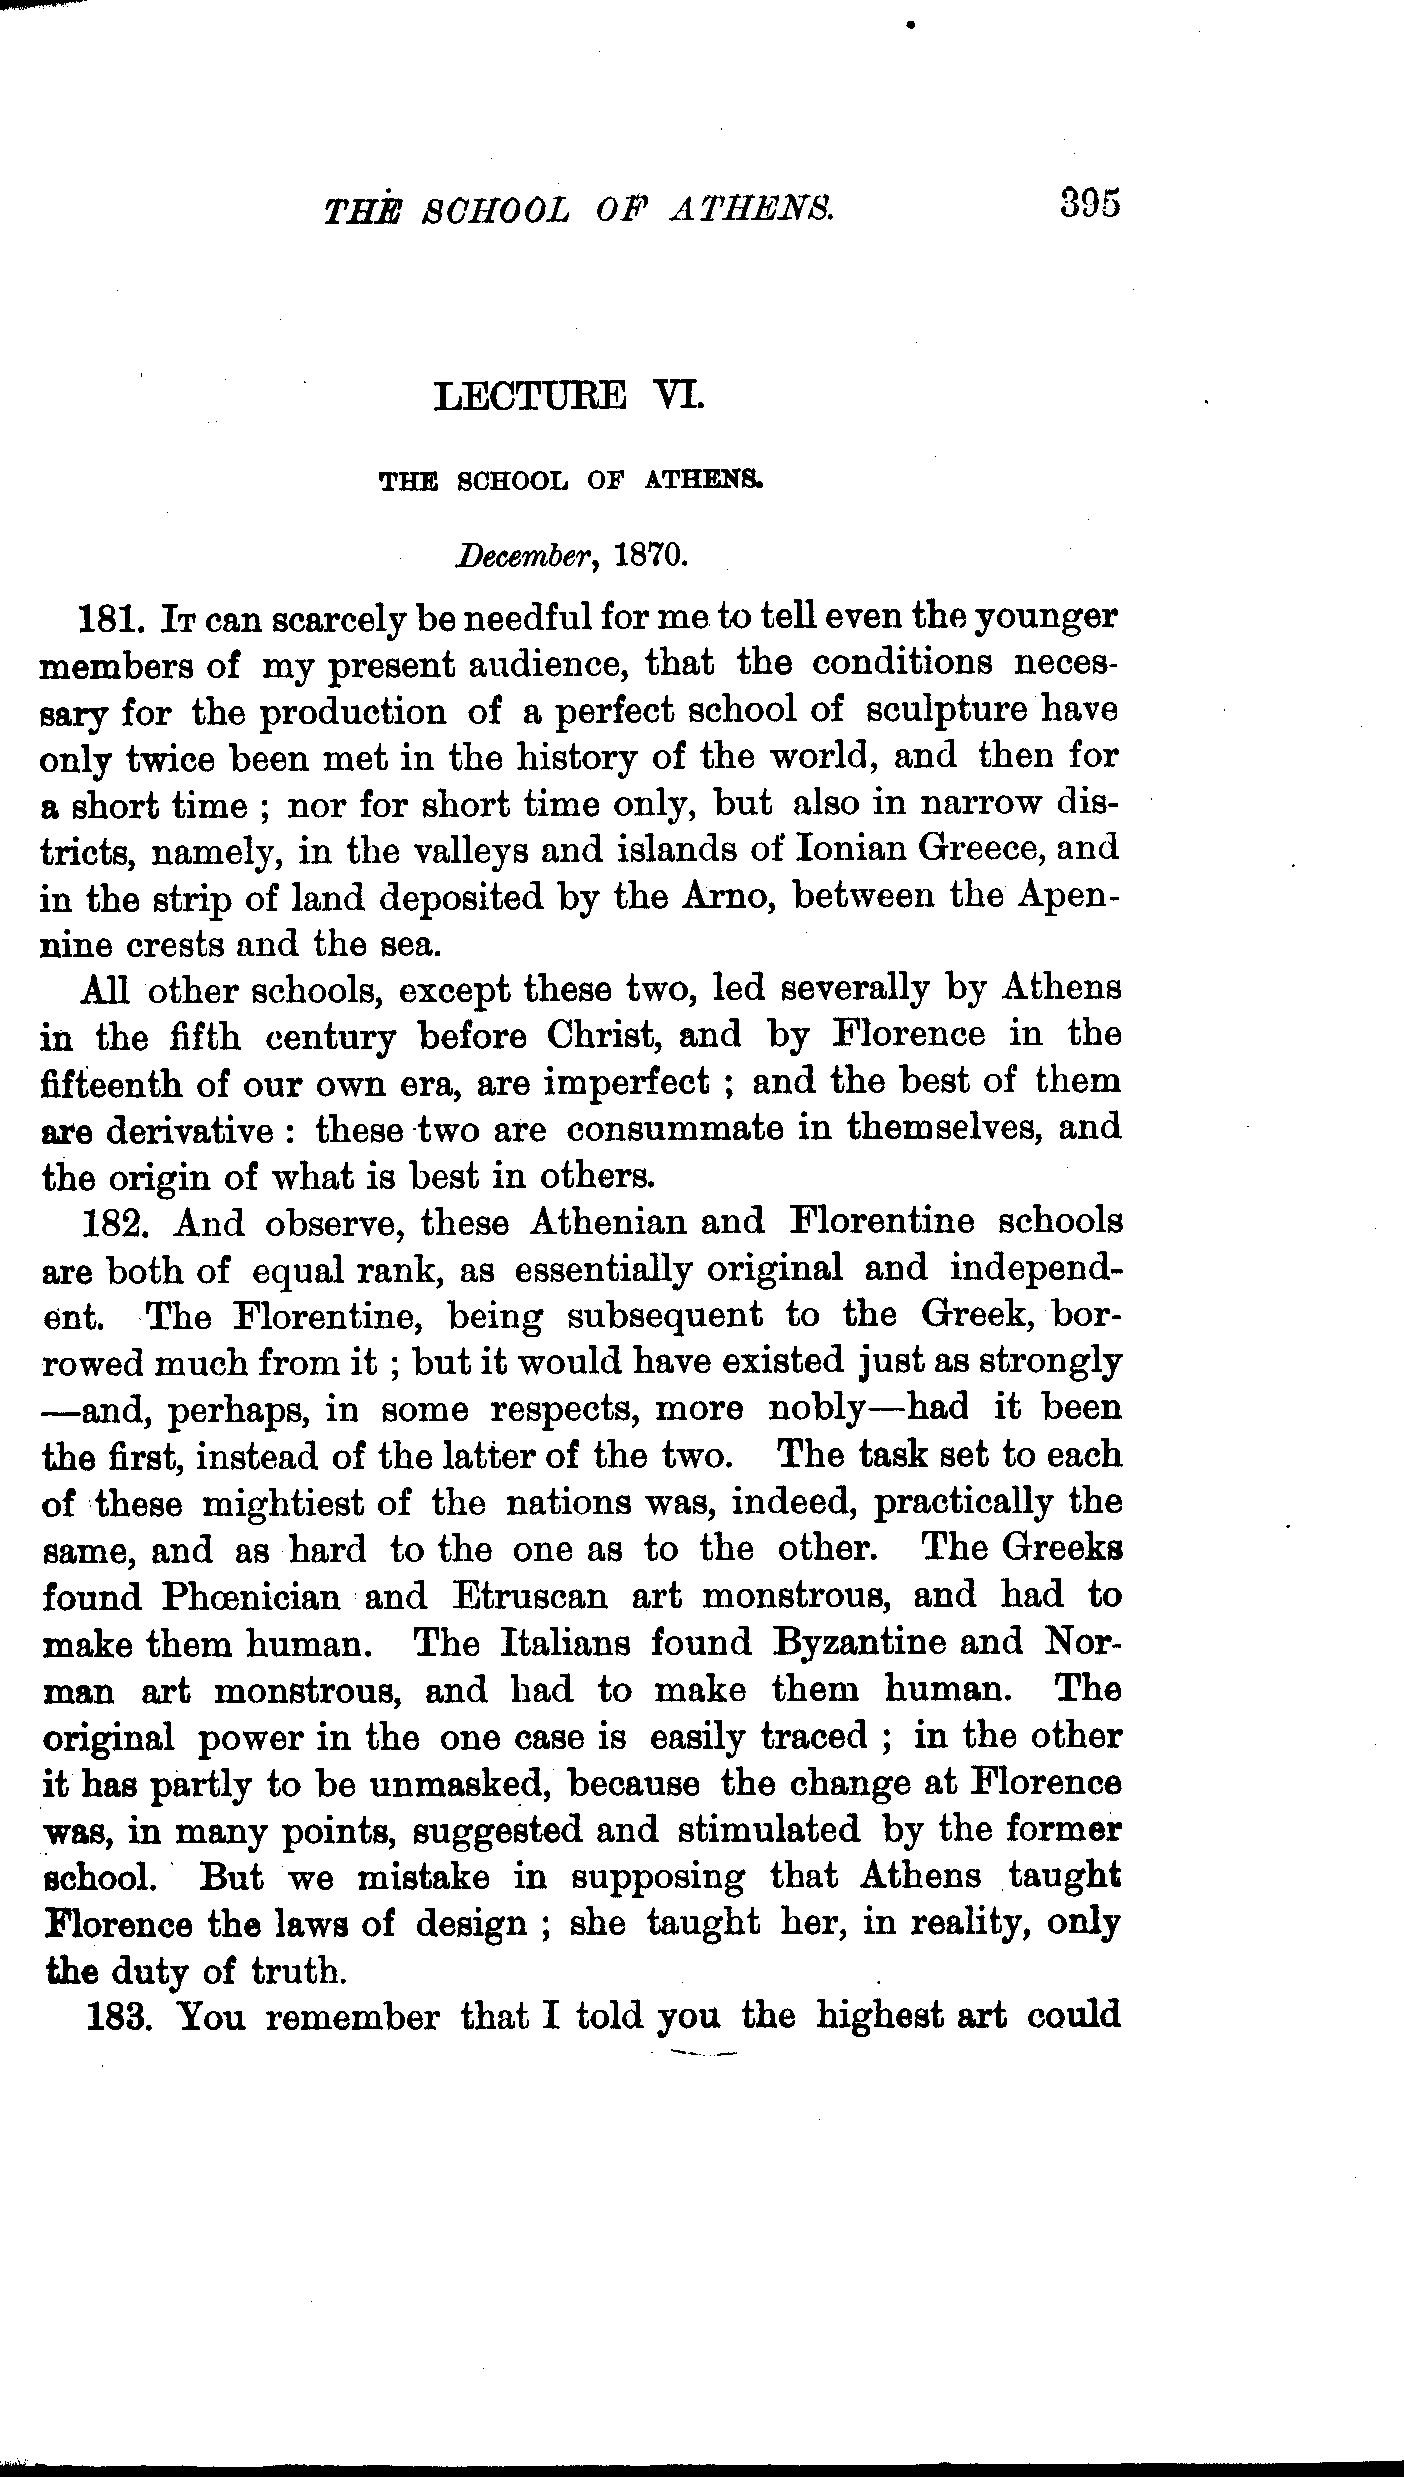 THE SCHOOL OF ATHENS. 395
LECTURE VI.
THE SCHOOL OF ATHENS.
December, 1870.
181. IT can scarcely be needful for me to tell even the younger
members of my present audience, that the conditions neces-
sary for the production of a perfect school of sculpture have
only twice been met in the history of the world, and then for
a short time ; nor for short time only, but also in narrow dis-
tricts, namely, in the valleys and islands of Ionian Greece, and
in the strip of land deposited by the Arno, between the Apen-
nine crests and the sea.
All other schools, except these two, led severally by Athens
in the fifth century before Christ, and by Florence in the
fifteenth of our own era, are imperfect ; and the best of them
are derivative : these two are consummate in themselves, and
the origin of what is best in others.
182. And observe, these Athenian and Florentine schools
are both of equal rank, as essentially original and independ-
ent. The Florentine, being subsequent to the Greek, bor-
rowed much from it ; but it would have existed just as strongly
—and, perhaps, in some respects, more nobly—had it been
the first, instead of the latter of the two. The task set to each
of these mightiest of the nations was, indeed, practically the
same, and as hard to the one as to the other. The Greeks
found Phœnician and Etruscan art monstrous, and had to
make them human. The Italians found Byzantine and Nor-
man art monstrous, and had to make them human. The
original power in the one case is easily traced ; in the other
it has partly to be unmasked, because the change at Florence
was, in many points, suggested and stimulated by the former
school. But we mistake in supposing that Athens taught
Florence the laws of design ; she taught her, in reality, only
the duty of truth.
183. You remember that I told you the highest art could